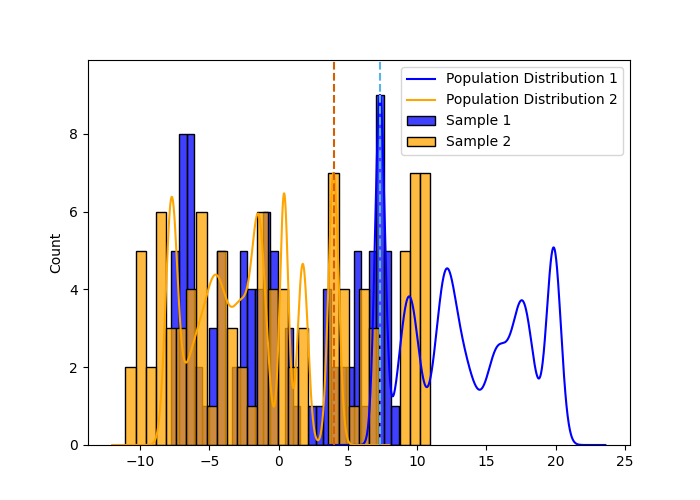 Population Distribution 1
Population Distribution 2
Sample 1
Sample 2
Count
8
6
4
2
0
−10 −5 0 5 10 15 20 25